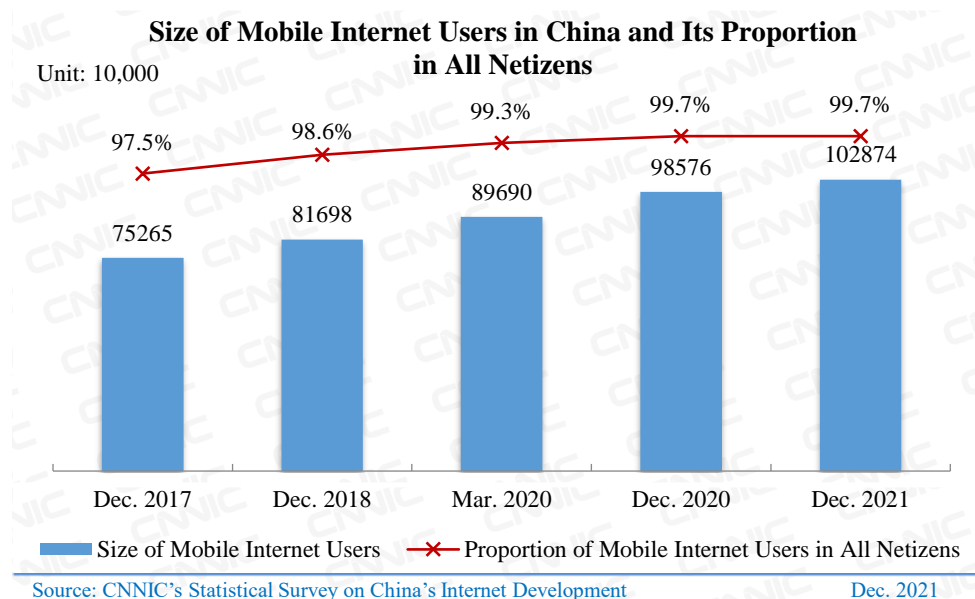 Size of Mobile Internet Users in China and Its Proportion
in All Netizens
Unit: 10,000
97.5%
98.6%
99.3%
99.7%
99.7%
75265
81698
89690
98576
102874
Dec. 2017
Dec. 2018
Mar. 2020
Dec. 2020
Dec. 2021
Size of Mobile Internet Users
Proportion of Mobile Internet Users in All Netizens
Source: CNNIC's Statistical Survey on China's Internet Development
Dec. 2021
CNNIC